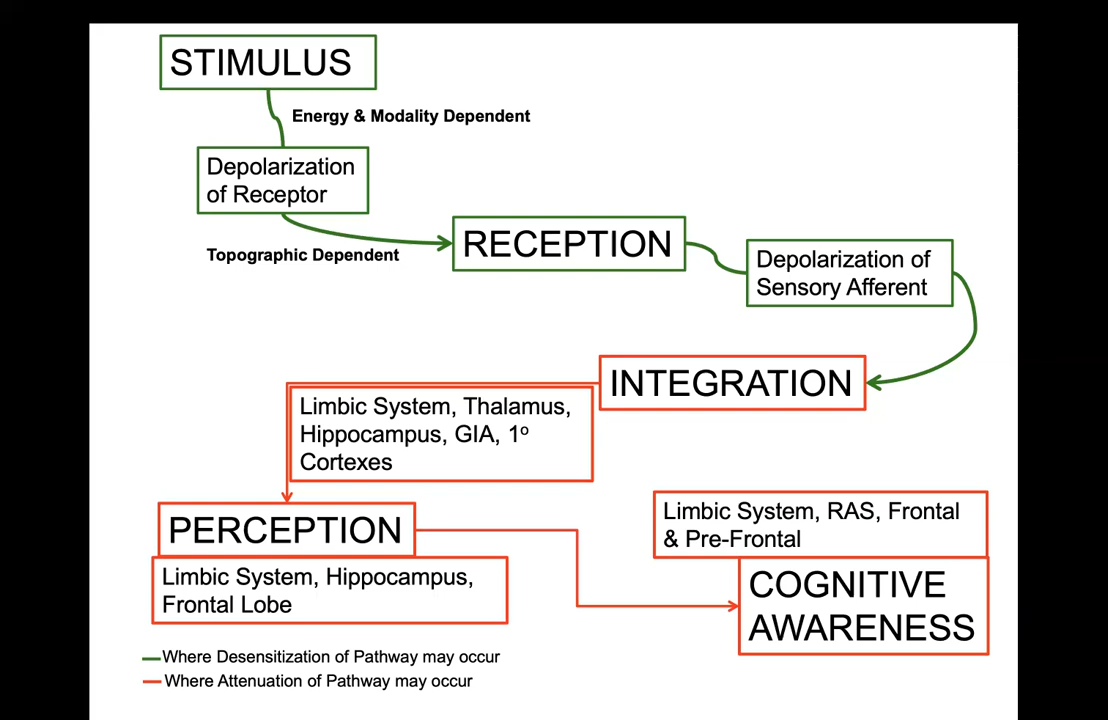 STIMULUS
Energy & Modality Dependent
Depolarization
of Receptor
Topographic Dependent
RECEPTION
Depolarization of
Sensory Afferent
INTEGRATION
Limbic System, Thalamus,
Hippocampus, GIA, 1º
Cortexes
PERCEPTION
Limbic System, Hippocampus,
Frontal Lobe
Limbic System, RAS, Frontal
& Pre-Frontal
COGNITIVE
AWARENESS
Where Desensitization of Pathway may occur
Where Attenuation of Pathway may occur